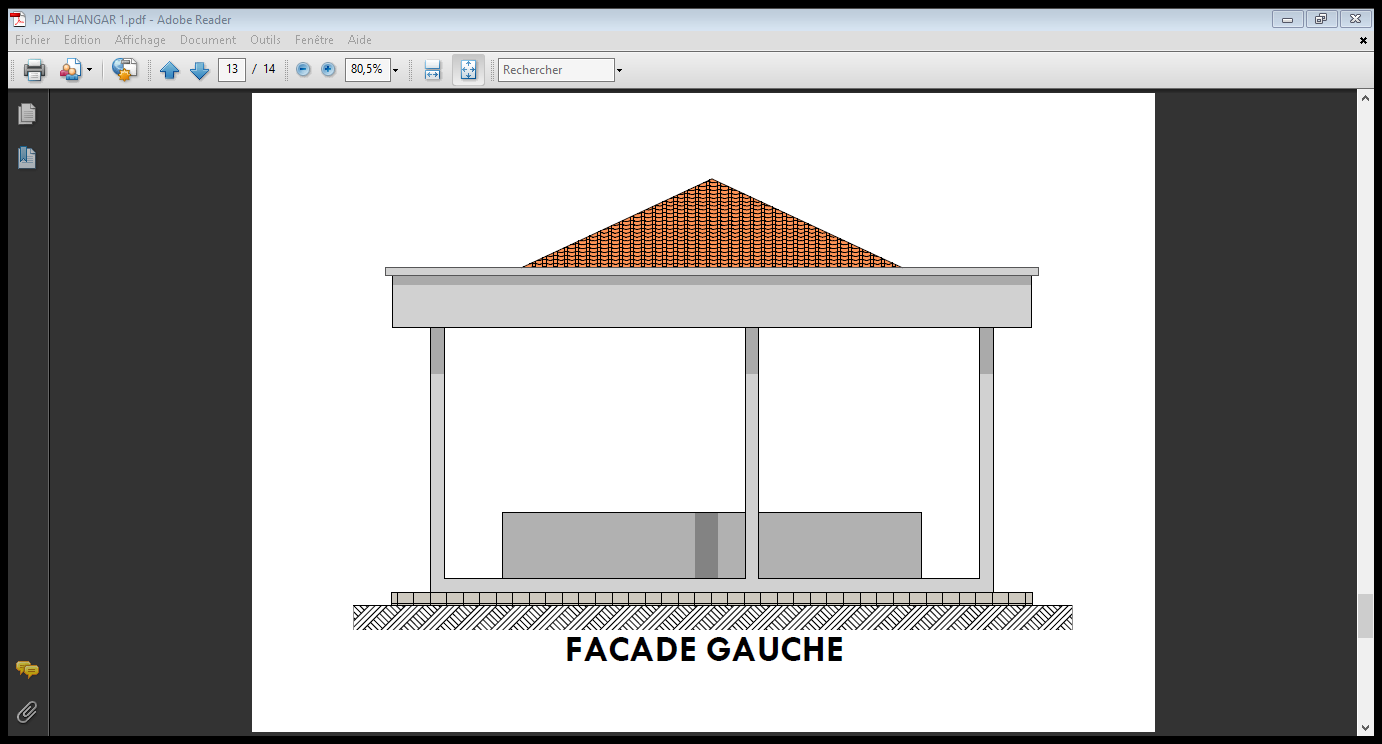 PLAN HANGAR 1.pdf - Adobe Reader
Fichier Edition Affichage Document Outils Fenêtre Aide
13 / 14 80,5% Rechercher
FACADE GAUCHE